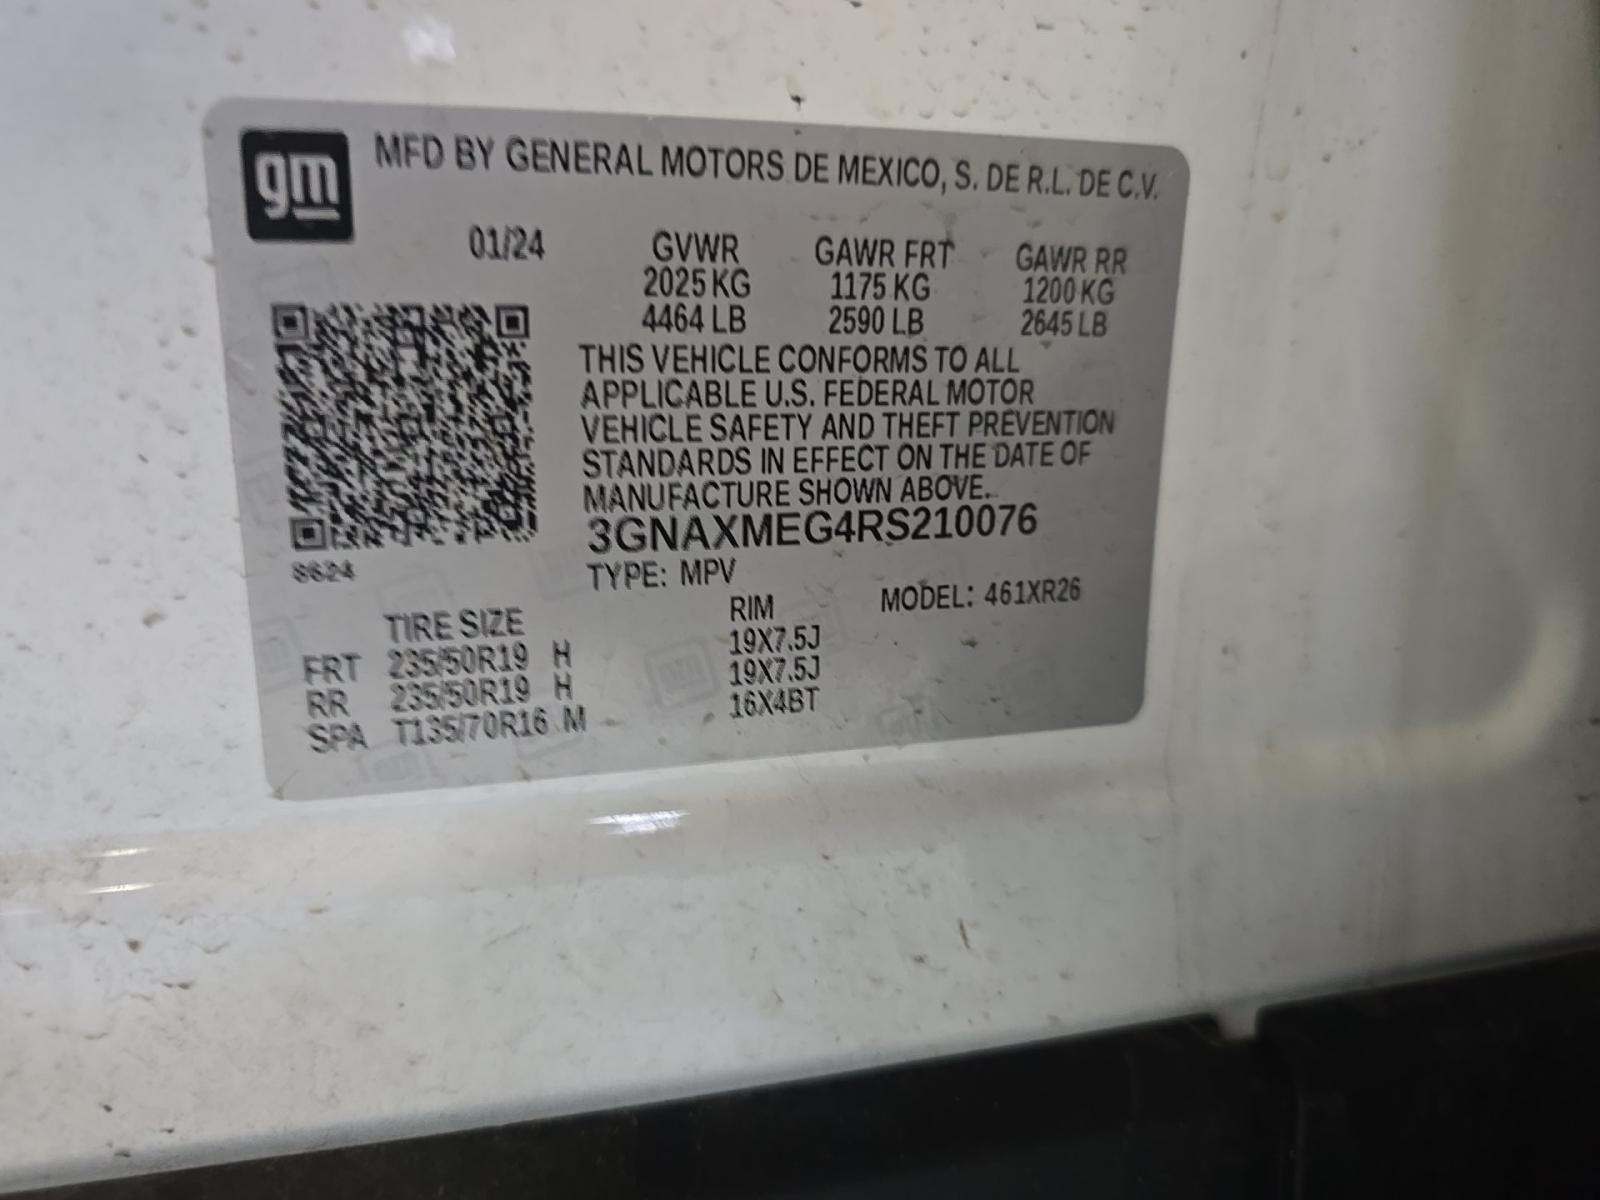 gm
MFD BY GENERAL MOTORS DE MEXICO, S. DE R.L. DE C.V.
01/24 GVWR GAWR FRT GAWR RR
2025 KG 1175 KG 1200 KG
4464 LB 2590 LB 2645 LB
THIS VEHICLE CONFORMS TO ALL
APPLICABLE U.S. FEDERAL MOTOR
VEHICLE SAFETY AND THEFT PREVENTION
STANDARDS IN EFFECT ON THE DATE OF
MANUFACTURE SHOWN ABOVE.
3GNAXMEG4RS210076
8624
TYPE: MPV MODEL: 461XR26
TIRE SIZE RIM
FRT 235/50R19 H 19X7.5J
RR 235/50R19 H 19X7.5J
SPA T135/70R16 M 16X4BT